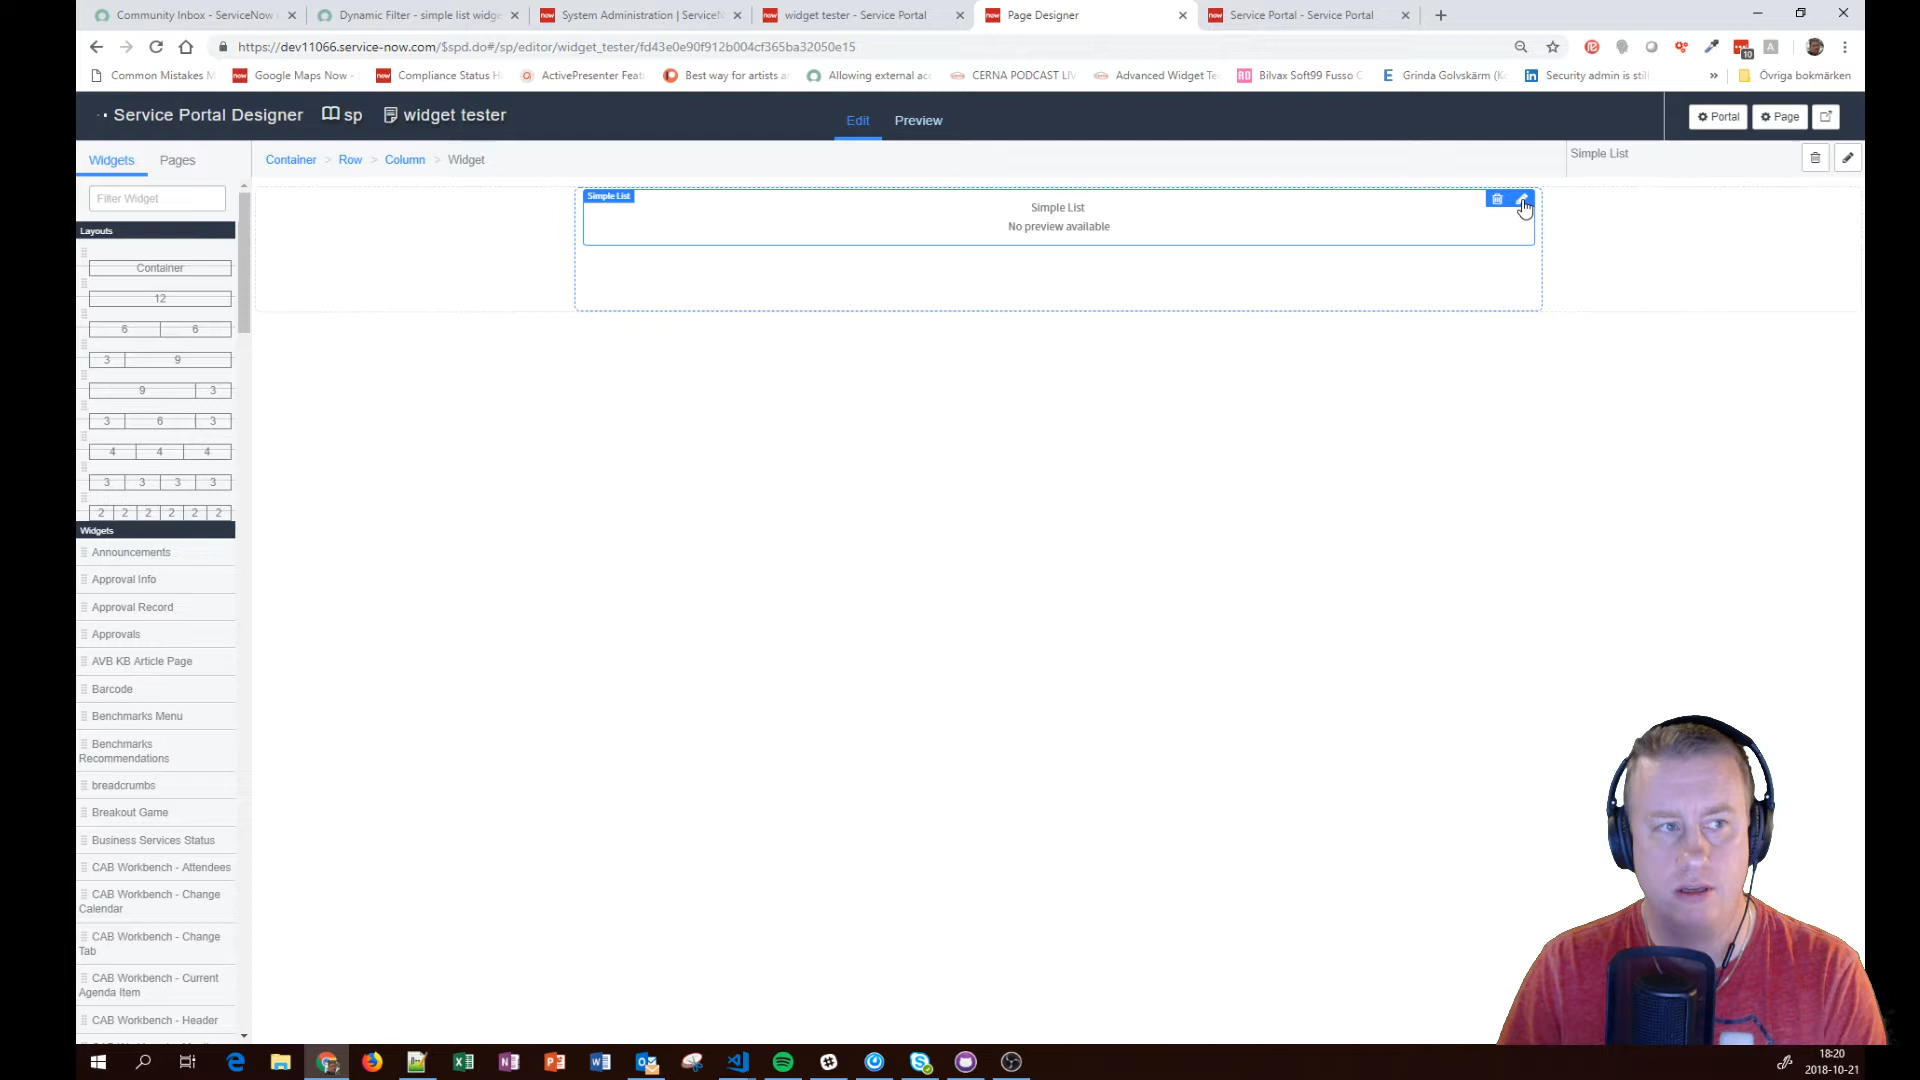 Community Inbox - ServiceNow
Dynamic Filter - simple list widge
System Administration | Service
widget tester - Service Portal
Page Designer
Service Portal - Service Portal
https://dev11066.service-now.com/$spd.do#/sp/editor/widget_tester/fd43e0e90f912b004cf365ba32050e15
10
A
Common Mistakes
Google Maps Now -
Compliance Status
ActivePresenter Feat
Best way for artists
Allowing external ac
CERNA PODCAST LIV
Advanced Widget Te
Bilvax Soft99 Fusso C
Grinda Golvskärm
Security admin is stil
»
Övriga bokmärken
Service Portal Designer
sp
widget tester
Edit
Preview
Portal
Page
Widgets
Pages
Container > Row > Column > Widget
Simple List
Filter Widget
Simple List
Simple List
No preview available
Layouts
Container
12
6 6
3 9
9 3
3 6 3
4 4 4
3 3 3 3
2 2 2 2 2 2
Widgets
Announcements
Approval Info
Approval Record
Approvals
AVB KB Article Page
Barcode
Benchmarks Menu
Benchmarks
Recommendations
breadcrumbs
Breakout Game
Business Services Status
CAB Workbench - Attendees
CAB Workbench - Change
Calendar
CAB Workbench - Change
Tab
CAB Workbench - Current
Agenda Item
CAB Workbench - Header
18:20
2018-10-21